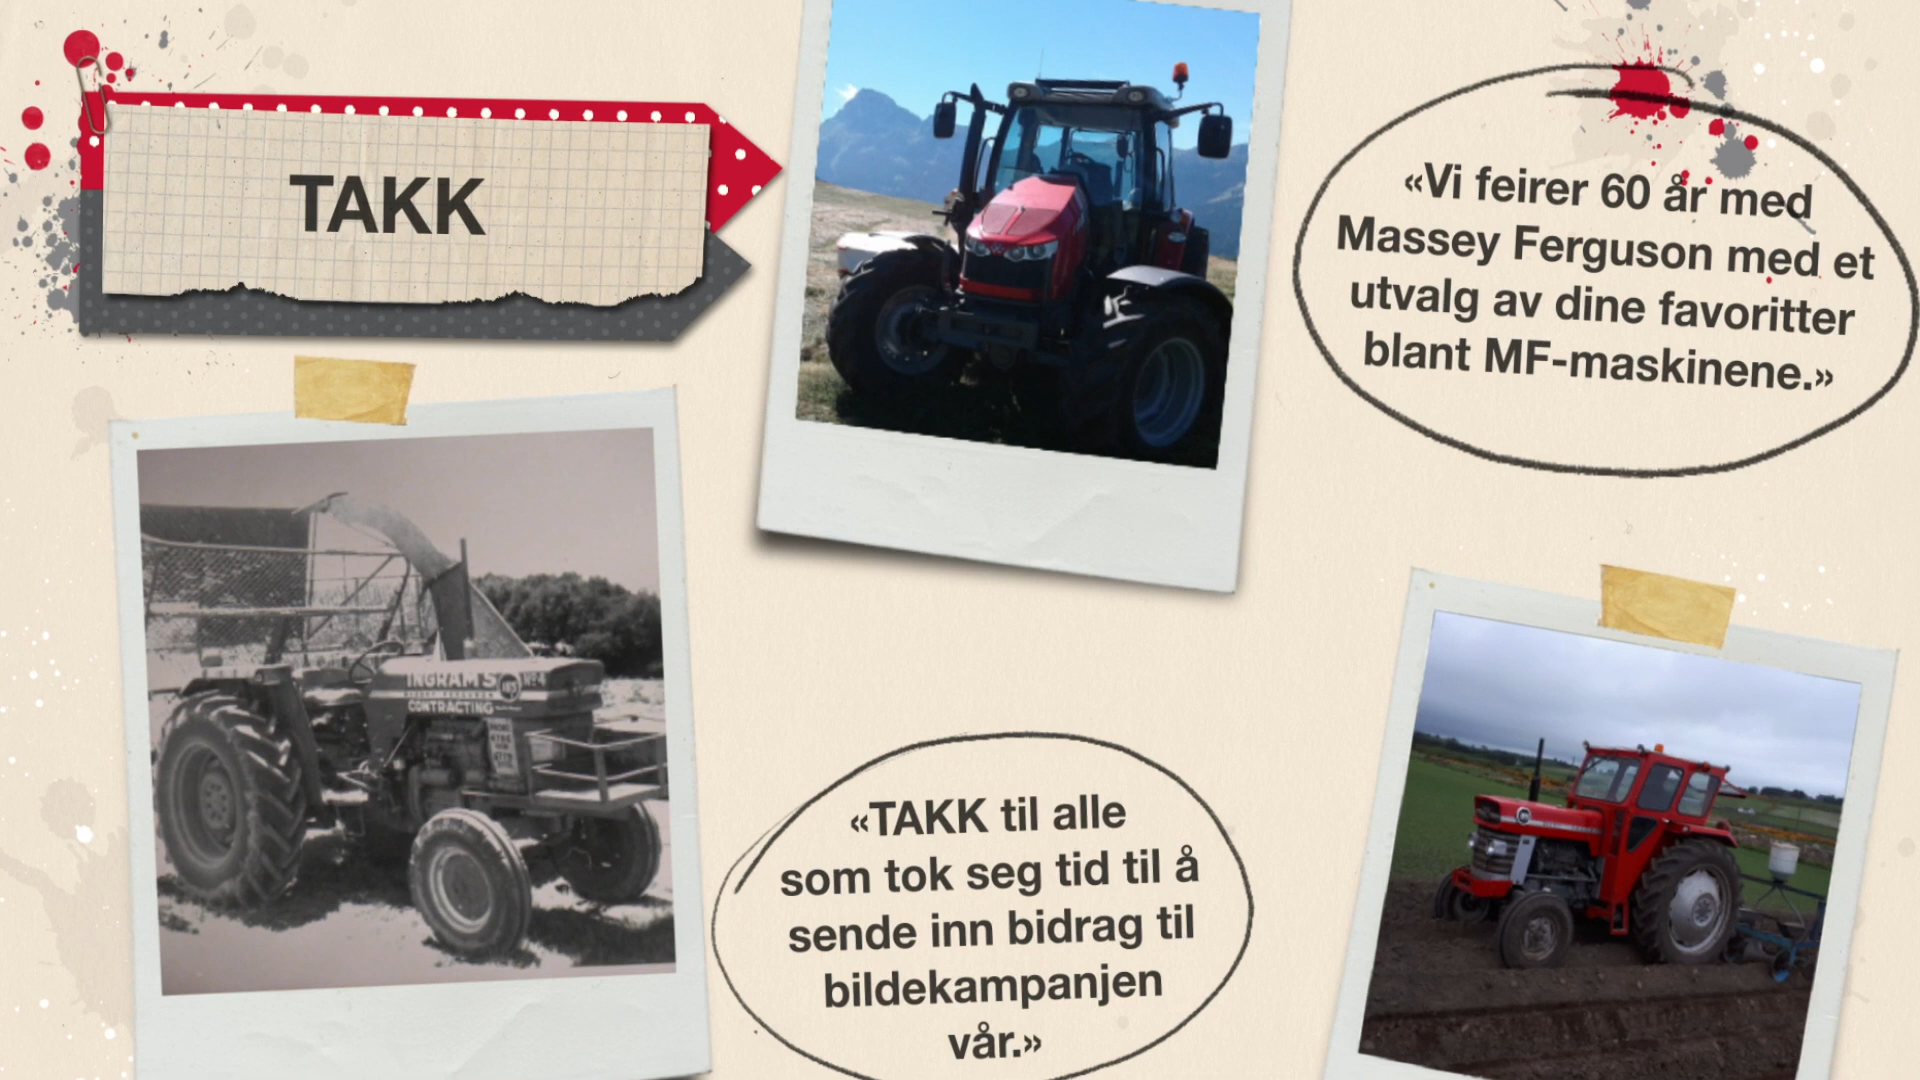 TAKK
«Vi feirer 60 år med
Massey Ferguson med et
utvalg av dine favoritter
blant MF-maskinene.»
INGRAM'S
CONTRACTING
«TAKK til alle
som tok seg tid til å
sende inn bidrag til
bildekampanjen
vår.»